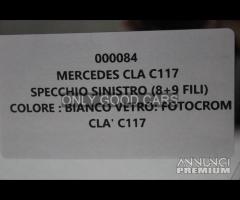 000084
MERCEDES CLA C117
SPECCHIO SINISTRO (8+9 FILI)
ONLY GOOD CARS
COLORE : BIANCO VETRO: FOTOCROM
CLA' C117
ANNUNCI
PREMIUM